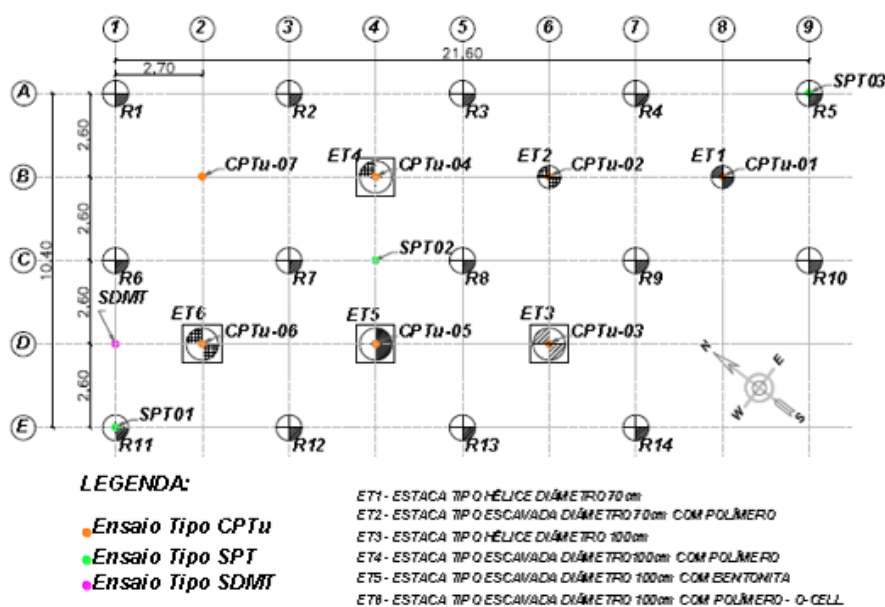 1 2 3 4 5 6 7 8 9
21,60
2,70
A
SPT03
R1 R2 R3 R4 R5
2,60
ET4 ET2 ET1
B
CPTu-07 CPTu-04 CPTu-02 CPTu-01
2,60
10,40
SPT02
C
R6 R7 R8 R9 R10
SDMT
2,60
ET6 ET5 ET3
D
CPTu-06 CPTu-05 CPTu-03
N E
W S
2,60
SPT01
E
R11 R12 R13 R14
LEGENDA:
Ensaio Tipo CPTu
Ensaio Tipo SPT
Ensaio Tipo SDMT
ET1- ESTACA TIPO HÉLICE DIÂMETRO 70cm
ET2 - ESTACA TIPO ESCAVADA DIÂMETRO 70cm COM POLÍMERO
ET3 - ESTACA TIPO HÉLICE DIÂMETRO 100cm
ET4 - ESTACA TIPO ESCAVADA DIÂMETRO 100cm COM POLÍMERO
ET5 - ESTACA TIPO ESCAVADA DIÂMETRO 100cm COM BENTONITA
ET6 - ESTACA TIPO ESCAVADA DIÂMETRO 100cm COM POLÍMERO - O-CELL